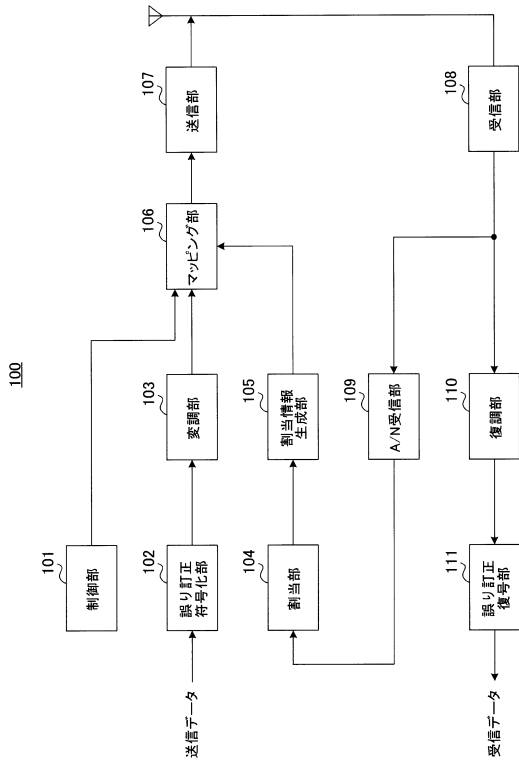 100
101
制御部
102
誤り訂正
符号化部
103
変調部
104
割当部
105
割当情報
生成部
106
マッピング部
107
送信部
108
受信部
109
A/N受信部
110
復調部
111
誤り訂正
復号部
送信データ
受信データ